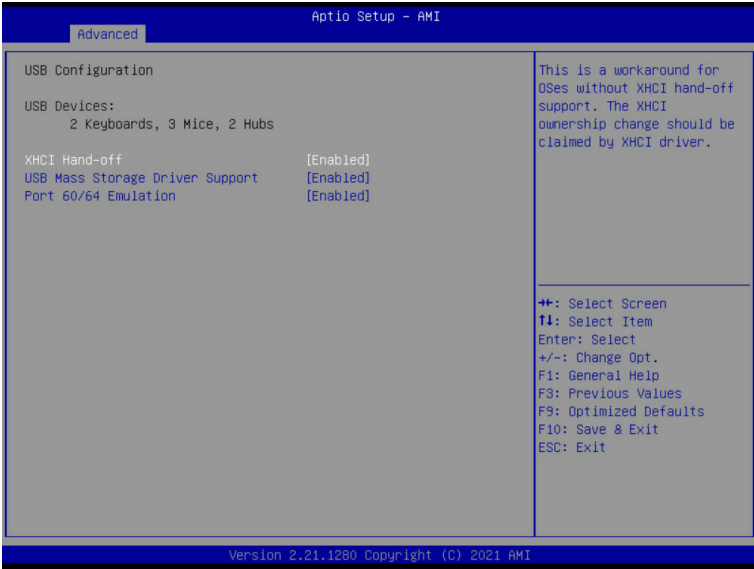 Aptio Setup – AMI
Advanced
USB Configuration
USB Devices:
2 Keyboards, 3 Mice, 2 Hubs
XHCI Hand-off [Enabled]
USB Mass Storage Driver Support [Enabled]
Port 60/64 Emulation [Enabled]
This is a workaround for
OSes without XHCI hand-off
support. The XHCI
ownership change should be
claimed by XHCI driver.
→←: Select Screen
↑↓: Select Item
Enter: Select
+/-: Change Opt.
F1: General Help
F3: Previous Values
F9: Optimized Defaults
F10: Save & Exit
ESC: Exit
Version 2.21.1280 Copyright (C) 2021 AMI